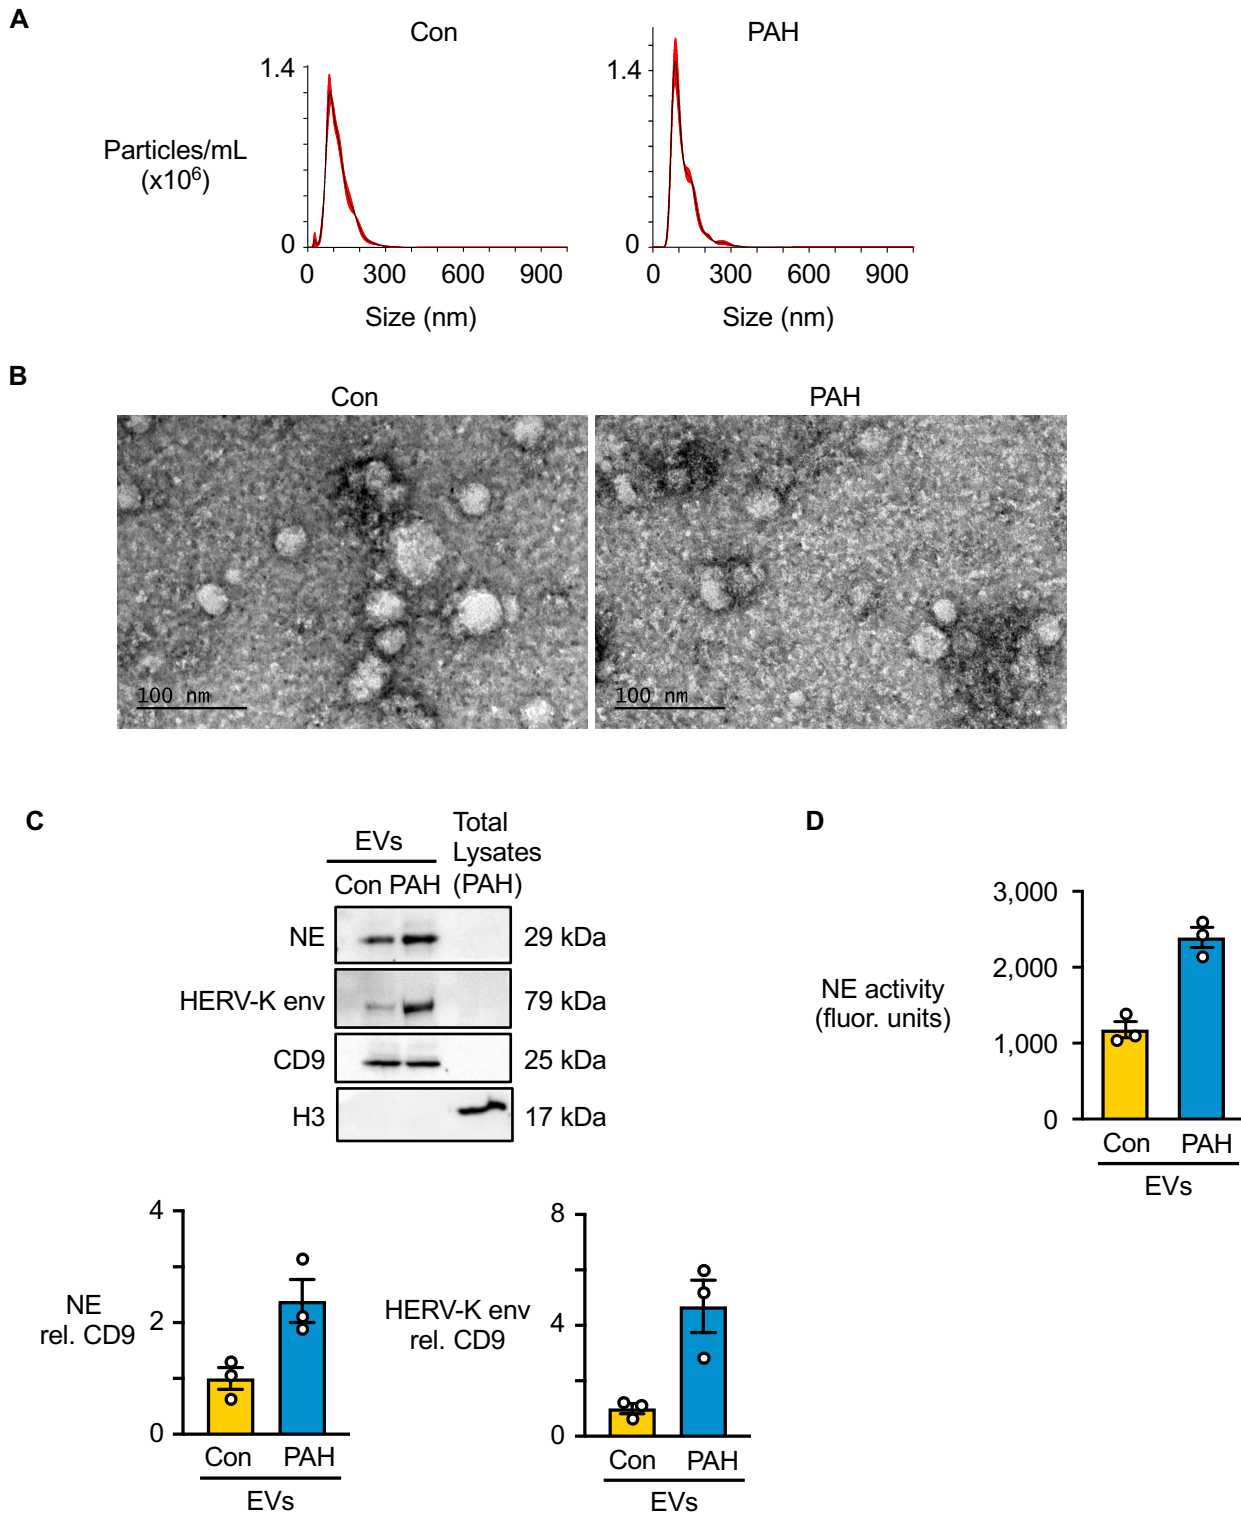 A
Con
PAH
1.4
1.4
Particles/mL
(x10⁶)
0
0
0 300 600 900
0 300 600 900
Size (nm)
Size (nm)
B
Con
PAH
100 nm
100 nm
C
D
Total
Lysates
(PAH)
EVs
Con PAH
NE
29 kDa
HERV-K env
79 kDa
CD9
25 kDa
H3
17 kDa
3,000
2,000
1,000
0
NE activity
(fluor. units)
Con PAH
EVs
4
2
0
NE
rel. CD9
Con PAH
EVs
8
4
0
HERV-K env
rel. CD9
Con PAH
EVs